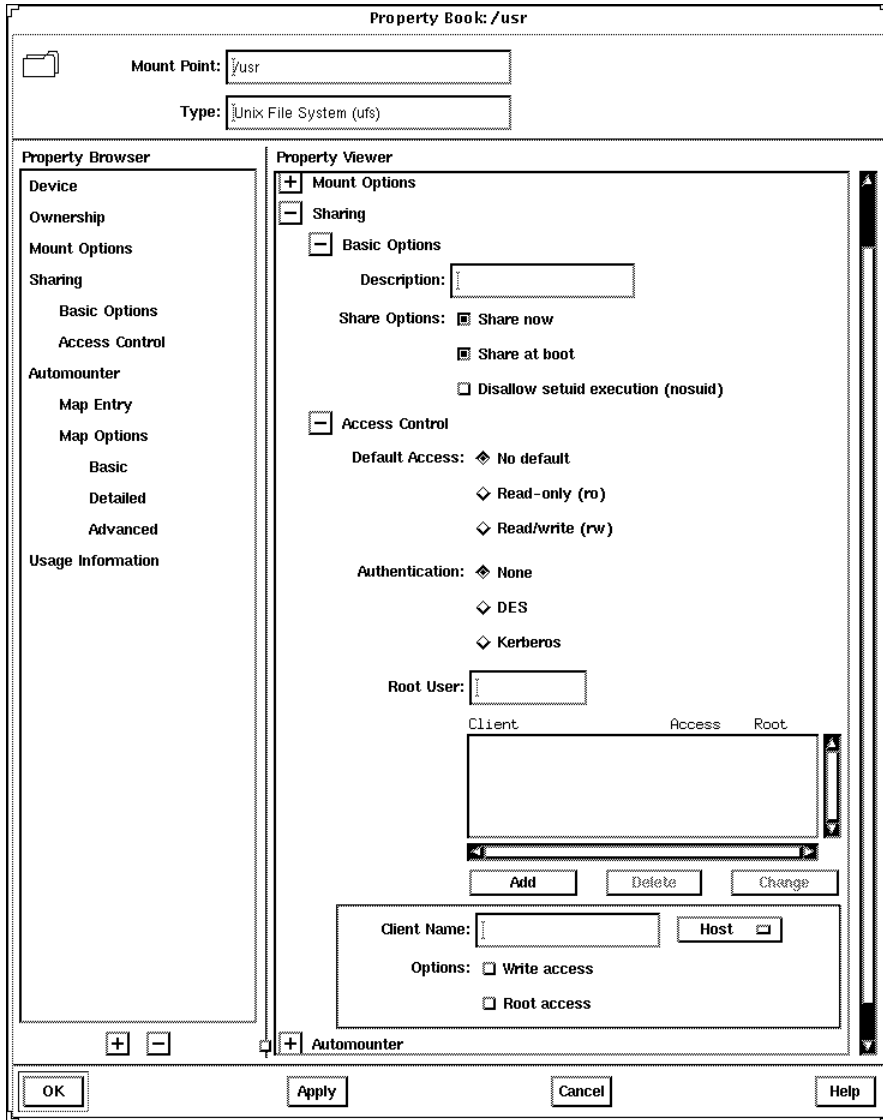 Property Book: /usr
Mount Point: /usr
Type: Unix File System (ufs)
Property Browser
Device
Ownership
Mount Options
Sharing
Basic Options
Access Control
Automounter
Map Entry
Map Options
Basic
Detailed
Advanced
Usage Information
Property Viewer
Mount Options
Sharing
Basic Options
Description:
Share Options: Share now
Share at boot
Disallow setuid execution (nosuid)
Access Control
Default Access: No default
Read-only (ro)
Read/write (rw)
Authentication: None
DES
Kerberos
Root User:
Client Access Root
Add Delete Change
Client Name: Host
Options: Write access
Root access
Automounter
OK Apply Cancel Help